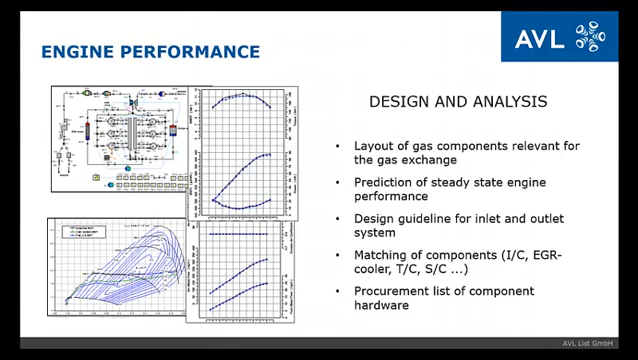 AVL
ENGINE PERFORMANCE
DESIGN AND ANALYSIS
• Layout of gas components relevant for
the gas exchange
• Prediction of steady state engine
performance
• Design guideline for inlet and outlet
system
• Matching of components (I/C, EGR-
cooler, T/C, S/C ...)
• Procurement list of component
hardware
AVL List GmbH